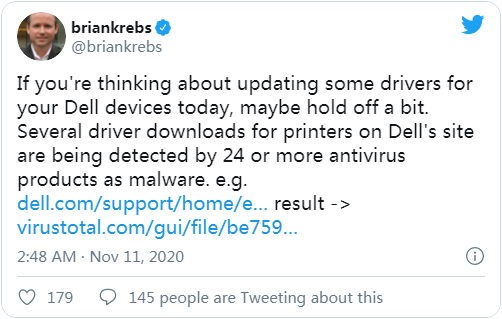 briankrebs
@briankrebs
If you're thinking about updating some drivers for
your Dell devices today, maybe hold off a bit.
Several driver downloads for printers on Dell's site
are being detected by 24 or more antivirus
products as malware. e.g.
dell.com/support/home/e... result ->
virustotal.com/gui/file/be759...
2:48 AM · Nov 11, 2020
179 145 people are Tweeting about this